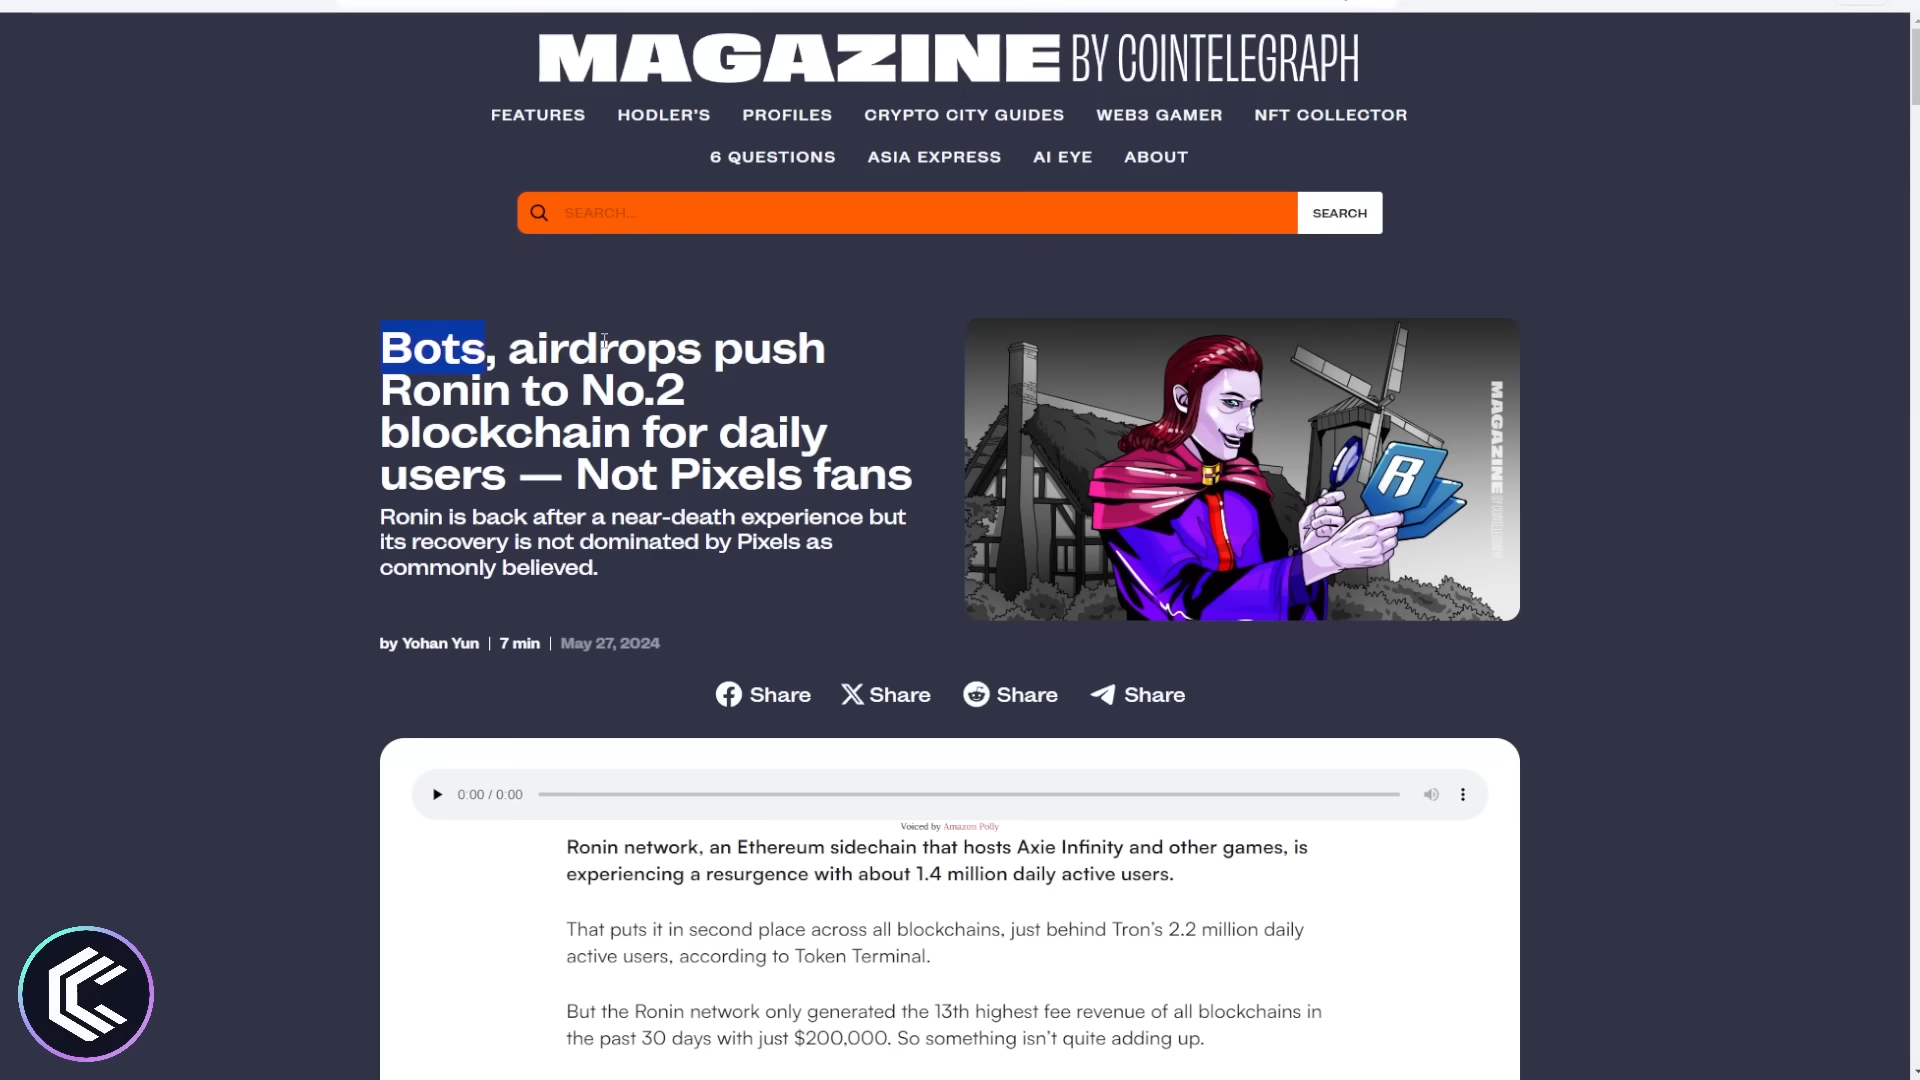 MAGAZINE BY COINTELEGRAPH
FEATURES HODLER'S PROFILES CRYPTO CITY GUIDES WEB3 GAMER NFT COLLECTOR
6 QUESTIONS ASIA EXPRESS AI EYE ABOUT
SEARCH... SEARCH
Bots, airdrops push
Ronin to No.2
blockchain for daily
users — Not Pixels fans
Ronin is back after a near-death experience but
its recovery is not dominated by Pixels as
commonly believed.
MAGAZINE BY COINTELEGRAPH
R
by Yohan Yun | 7 min | May 27, 2024
Share Share Share Share
0:00 / 0:00
Voiced by Amazon Polly
Ronin network, an Ethereum sidechain that hosts Axie Infinity and other games, is
experiencing a resurgence with about 1.4 million daily active users.
That puts it in second place across all blockchains, just behind Tron's 2.2 million daily
active users, according to Token Terminal.
But the Ronin network only generated the 13th highest fee revenue of all blockchains in
the past 30 days with just $200,000. So something isn't quite adding up.